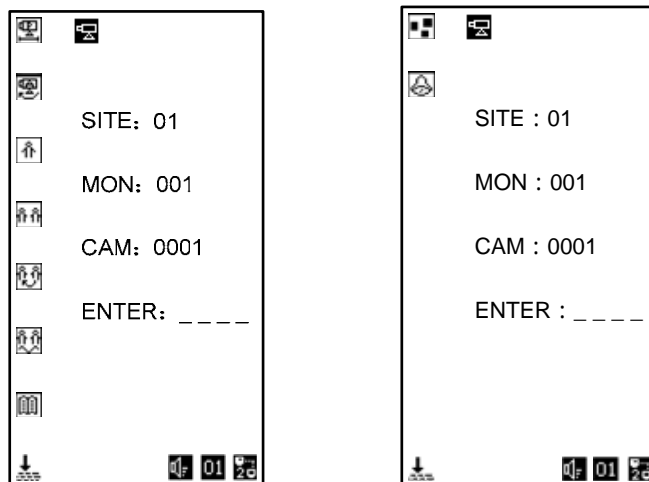 SITE: 01
MON: 001
CAM: 0001
ENTER: _ _ _ _
01
SITE : 01
MON : 001
CAM : 0001
ENTER : _ _ _ _
01